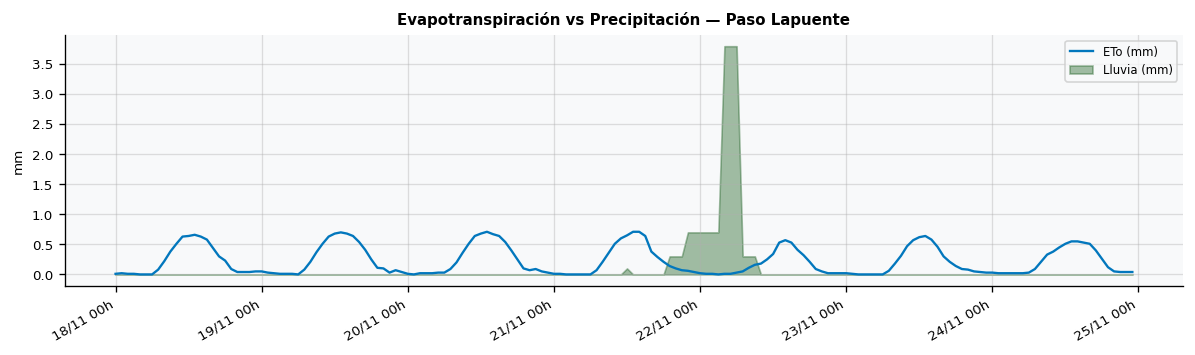 Evapotranspiración vs Precipitación — Paso Lapuente
ETo (mm)
Lluvia (mm)
mm
3.5
3.0
2.5
2.0
1.5
1.0
0.5
0.0
18/11 00h
19/11 00h
20/11 00h
21/11 00h
22/11 00h
23/11 00h
24/11 00h
25/11 00h